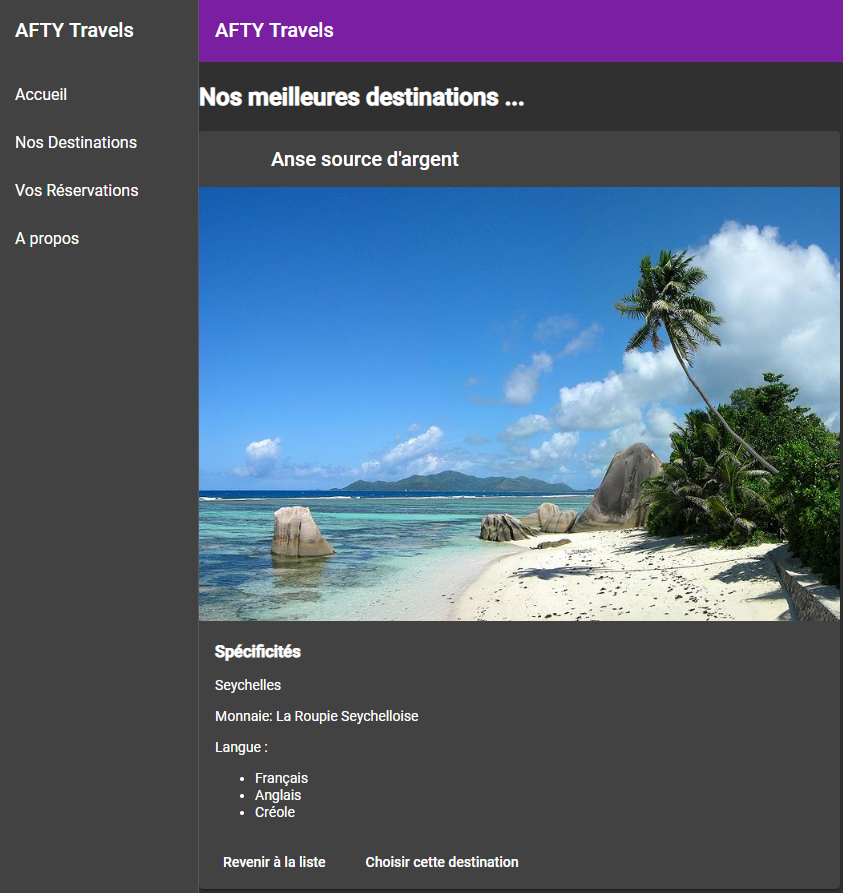 AFTY Travels
Accueil
Nos Destinations
Vos Réservations
A propos
AFTY Travels
Nos meilleures destinations ...
Anse source d'argent
Spécificités
Seychelles
Monnaie: La Roupie Seychelloise
Langue :
Français
Anglais
Créole
Revenir à la liste
Choisir cette destination